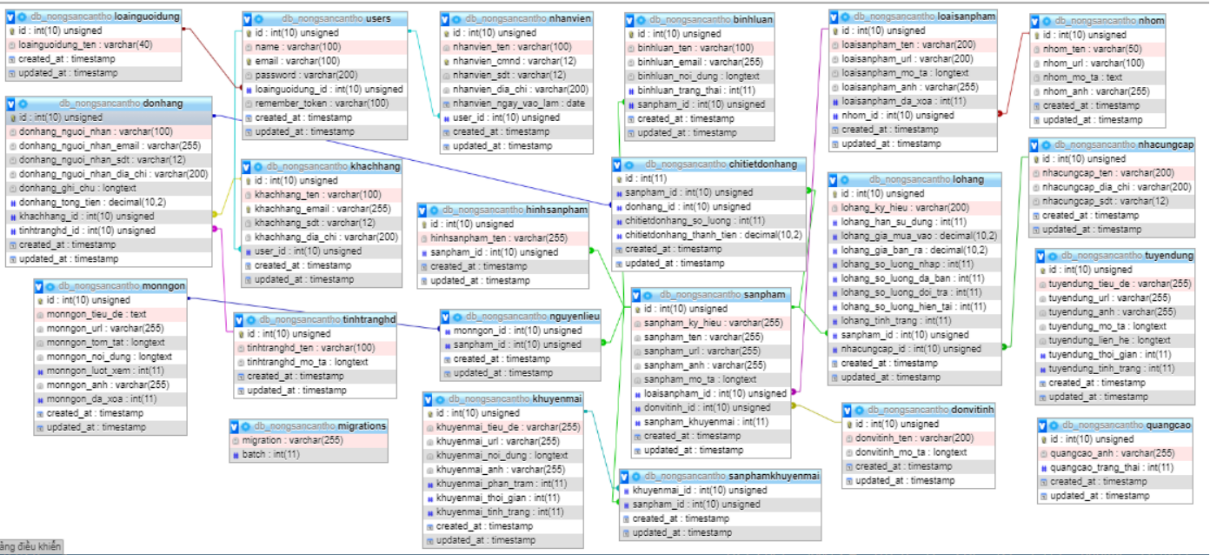 db_nongsancantho loainguoidung
id : int(10) unsigned
loainguoidung_ten : varchar(40)
created_at : timestamp
updated_at : timestamp
db_nongsancantho users
id : int(10) unsigned
name : varchar(100)
email : varchar(100)
password : varchar(200)
loainguoidung_id : int(10) unsigned
remember_token : varchar(100)
created_at : timestamp
updated_at : timestamp
db_nongsancantho nhanvien
id : int(10) unsigned
nhanvien_ten : varchar(100)
nhanvien_cmnd : varchar(12)
nhanvien_sdt : varchar(12)
nhanvien_dia_chi : varchar(200)
nhanvien_ngay_vao_lam : date
user_id : int(10) unsigned
created_at : timestamp
updated_at : timestamp
db_nongsancantho binhluan
id : int(10) unsigned
binhluan_ten : varchar(100)
binhluan_email : varchar(255)
binhluan_noi_dung : longtext
binhluan_trang_thai : int(11)
sanpham_id : int(10) unsigned
created_at : timestamp
updated_at : timestamp
db_nongsancantho loaisanpham
id : int(10) unsigned
loaisanpham_ten : varchar(200)
loaisanpham_url : varchar(200)
loaisanpham_mo_ta : longtext
loaisanpham_anh : varchar(255)
loaisanpham_da_xoa : int(11)
nhom_id : int(10) unsigned
created_at : timestamp
updated_at : timestamp
db_nongsancantho nhom
id : int(10) unsigned
nhom_ten : varchar(50)
nhom_url : varchar(100)
nhom_mo_ta : text
nhom_anh : varchar(255)
created_at : timestamp
updated_at : timestamp
db_nongsancantho donhang
id : int(10) unsigned
donhang_nguoi_nhan : varchar(100)
donhang_nguoi_nhan_email : varchar(255)
donhang_nguoi_nhan_sdt : varchar(12)
donhang_nguoi_nhan_dia_chi : varchar(200)
donhang_ghi_chu : longtext
donhang_tong_tien : decimal(10,2)
khachhang_id : int(10) unsigned
tinhtranghd_id : int(10) unsigned
created_at : timestamp
updated_at : timestamp
db_nongsancantho khachhang
id : int(10) unsigned
khachhang_ten : varchar(100)
khachhang_email : varchar(255)
khachhang_sdt : varchar(12)
khachhang_dia_chi : varchar(200)
user_id : int(10) unsigned
created_at : timestamp
updated_at : timestamp
db_nongsancantho hinhsanpham
id : int(10) unsigned
hinhsanpham_ten : varchar(255)
sanpham_id : int(10) unsigned
created_at : timestamp
updated_at : timestamp
db_nongsancantho chitietdonhang
id : int(11)
sanpham_id : int(10) unsigned
donhang_id : int(10) unsigned
chitietdonhang_so_luong : int(11)
chitietdonhang_thanh_tien : decimal(10,2)
created_at : timestamp
updated_at : timestamp
db_nongsancantho lohang
id : int(10) unsigned
lohang_ky_hieu : varchar(200)
lohang_han_su_dung : int(11)
lohang_gia_mua_vao : decimal(10,2)
lohang_gia_ban_ra : decimal(10,2)
lohang_so_luong_nhap : int(11)
lohang_so_luong_da_ban : int(11)
lohang_so_luong_doi_tra : int(11)
lohang_so_luong_hien_tai : int(11)
lohang_tinh_trang : int(11)
sanpham_id : int(10) unsigned
nhacungcap_id : int(10) unsigned
created_at : timestamp
updated_at : timestamp
db_nongsancantho nhacungcap
id : int(10) unsigned
nhacungcap_ten : varchar(200)
nhacungcap_dia_chi : varchar(200)
nhacungcap_sdt : varchar(12)
created_at : timestamp
updated_at : timestamp
db_nongsancantho monngon
id : int(10) unsigned
monngon_tieu_de : text
monngon_url : varchar(255)
monngon_tom_tat : longtext
monngon_noi_dung : longtext
monngon_luot_xem : int(11)
monngon_anh : varchar(255)
monngon_da_xoa : int(11)
created_at : timestamp
updated_at : timestamp
db_nongsancantho tinhtranghd
id : int(10) unsigned
tinhtranghd_ten : varchar(100)
tinhtranghd_mo_ta : longtext
created_at : timestamp
updated_at : timestamp
db_nongsancantho nguyenlieu
monngon_id : int(10) unsigned
sanpham_id : int(10) unsigned
created_at : timestamp
updated_at : timestamp
db_nongsancantho sanpham
id : int(10) unsigned
sanpham_ky_hieu : varchar(255)
sanpham_ten : varchar(255)
sanpham_url : varchar(255)
sanpham_anh : varchar(255)
sanpham_mo_ta : longtext
loaisanpham_id : int(10) unsigned
donvitinh_id : int(10) unsigned
sanpham_khuyenmai : int(11)
created_at : timestamp
updated_at : timestamp
db_nongsancantho tuyendung
id : int(10) unsigned
tuyendung_tieu_de : varchar(255)
tuyendung_url : varchar(255)
tuyendung_anh : varchar(255)
tuyendung_mo_ta : longtext
tuyendung_lien_he : longtext
tuyendung_thoi_gian : int(11)
tuyendung_tinh_trang : int(11)
created_at : timestamp
updated_at : timestamp
db_nongsancantho migrations
migration : varchar(255)
batch : int(11)
db_nongsancantho khuyenmai
id : int(10) unsigned
khuyenmai_tieu_de : varchar(255)
khuyenmai_url : varchar(255)
khuyenmai_noi_dung : longtext
khuyenmai_anh : varchar(255)
khuyenmai_phan_tram : int(11)
khuyenmai_thoi_gian : int(11)
khuyenmai_tinh_trang : int(11)
created_at : timestamp
updated_at : timestamp
db_nongsancantho sanphamkhuyenmai
khuyenmai_id : int(10) unsigned
sanpham_id : int(10) unsigned
created_at : timestamp
updated_at : timestamp
db_nongsancantho donvitinh
id : int(10) unsigned
donvitinh_ten : varchar(200)
donvitinh_mo_ta : longtext
created_at : timestamp
updated_at : timestamp
db_nongsancantho quangcao
id : int(10) unsigned
quangcao_anh : varchar(255)
quangcao_trang_thai : int(11)
created_at : timestamp
updated_at : timestamp
ảng điều khiển